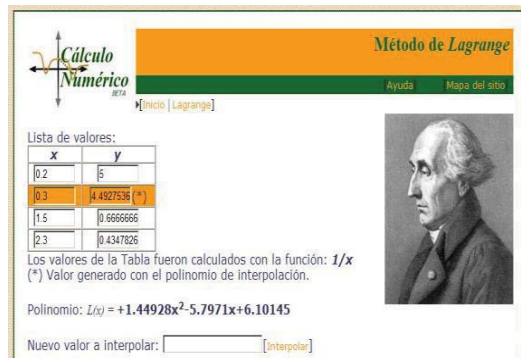 Cálculo
Numérico
BETA
Método de Lagrange
Ayuda Mapa del sitio
[Inicio | Lagrange]
Lista de valores:
x y
0.2 5
0.3 4.4927536 (*)
1.5 0.6666666
2.3 0.4347826
Los valores de la Tabla fueron calculados con la función: 1/x
(*) Valor generado con el polinomio de interpolación.
Polinomio: L(x) = +1.44928x²-5.7971x+6.10145
Nuevo valor a interpolar: [Interpolar]